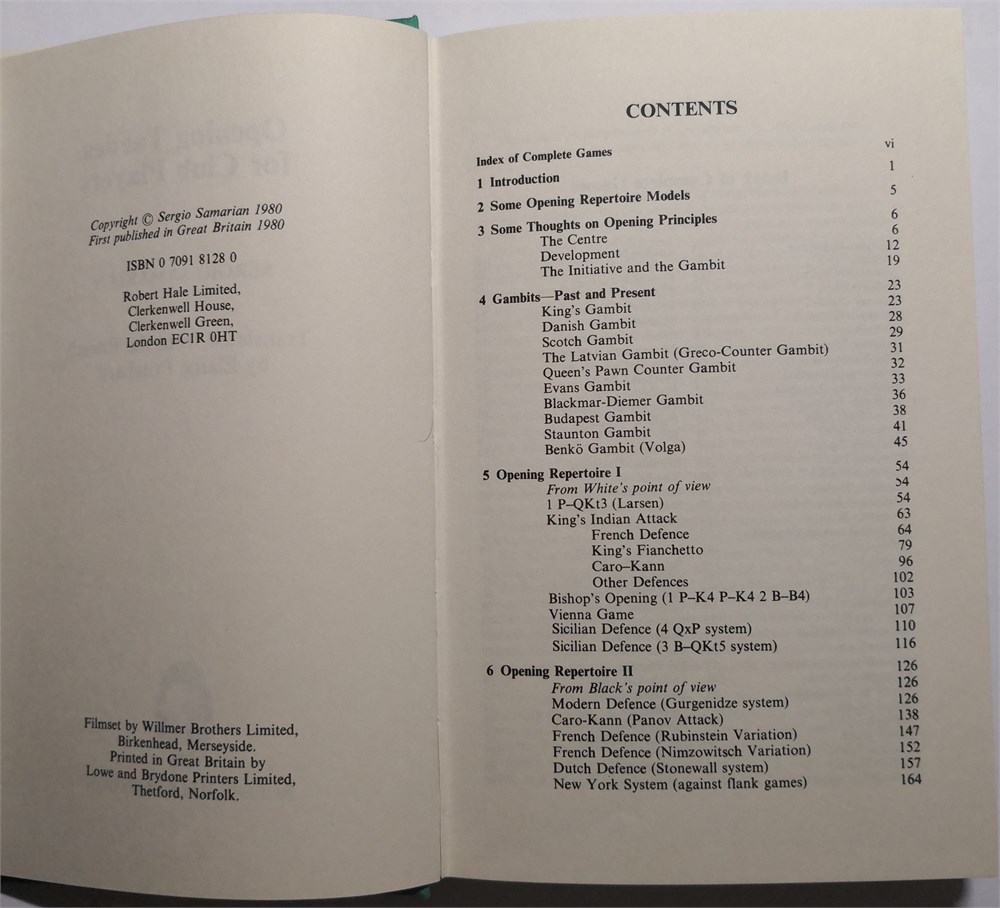 Copyright © Sergio Samarian 1980
First published in Great Britain 1980
ISBN 0 7091 8128 0
Robert Hale Limited,
Clerkenwell House,
Clerkenwell Green,
London EC1R 0HT
Filmset by Willmer Brothers Limited,
Birkenhead, Merseyside.
Printed in Great Britain by
Lowe and Brydone Printers Limited,
Thetford, Norfolk.
CONTENTS
Index of Complete Games vi
1 Introduction 1
2 Some Opening Repertoire Models 5
3 Some Thoughts on Opening Principles 6
The Centre 6
Development 12
The Initiative and the Gambit 19
4 Gambits—Past and Present 23
King's Gambit 23
Danish Gambit 28
Scotch Gambit 29
The Latvian Gambit (Greco-Counter Gambit) 31
Queen's Pawn Counter Gambit 32
Evans Gambit 33
Blackmar-Diemer Gambit 36
Budapest Gambit 38
Staunton Gambit 41
Benkö Gambit (Volga) 45
5 Opening Repertoire I 54
From White's point of view 54
1 P–QKt3 (Larsen) 54
King's Indian Attack 63
French Defence 64
King's Fianchetto 79
Caro–Kann 96
Other Defences 102
Bishop's Opening (1 P–K4 P–K4 2 B–B4) 103
Vienna Game 107
Sicilian Defence (4 QxP system) 110
Sicilian Defence (3 B–QKt5 system) 116
6 Opening Repertoire II 126
From Black's point of view 126
Modern Defence (Gurgenidze system) 126
Caro-Kann (Panov Attack) 138
French Defence (Rubinstein Variation) 147
French Defence (Nimzowitsch Variation) 152
Dutch Defence (Stonewall system) 157
New York System (against flank games) 164